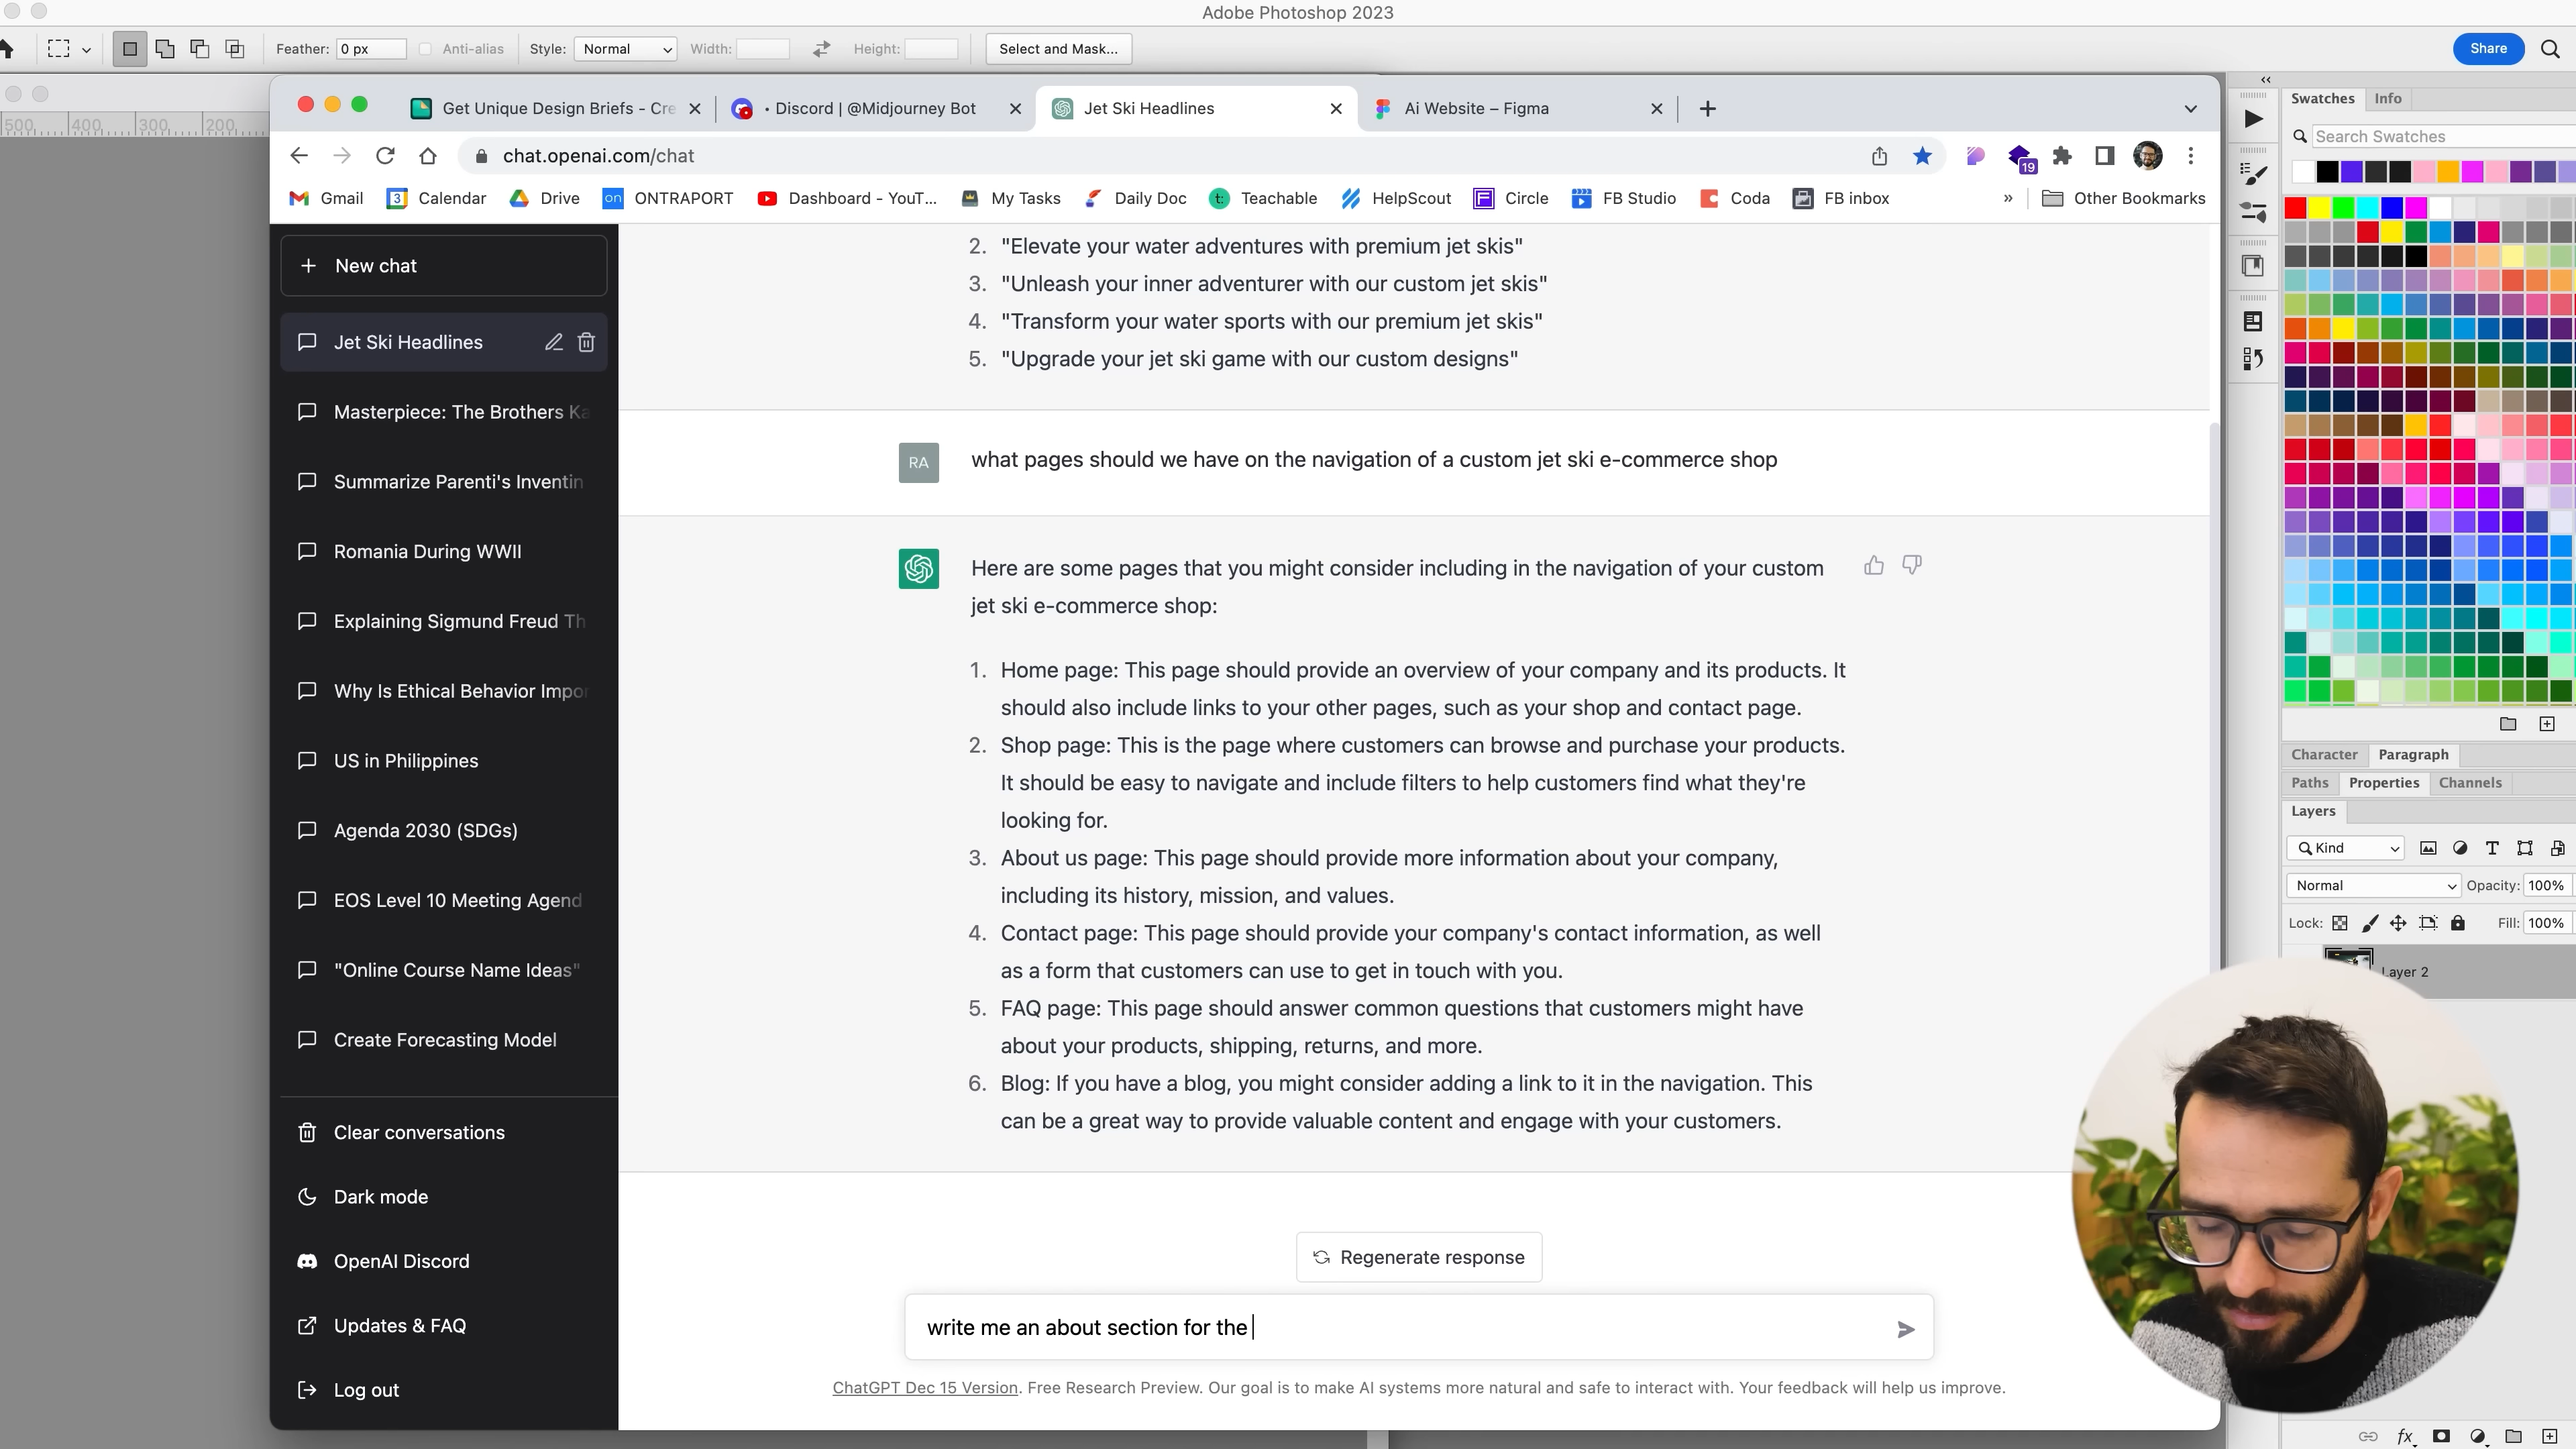 Adobe Photoshop 2023
Feather: 0 px Anti-alias Style: Normal Width: Height: Select and Mask... Share
500 400 300 200
Get Unique Design Briefs - Cre
• Discord | @Midjourney Bot
Jet Ski Headlines
Ai Website – Figma
chat.openai.com/chat
19
Gmail 3 Calendar Drive on ONTRAPORT Dashboard - YouT... My Tasks Daily Doc t: Teachable HelpScout Circle FB Studio Coda FB inbox » Other Bookmarks
New chat
Jet Ski Headlines
Masterpiece: The Brothers Ka
Summarize Parenti's Inventin
Romania During WWII
Explaining Sigmund Freud Th
Why Is Ethical Behavior Impor
US in Philippines
Agenda 2030 (SDGs)
EOS Level 10 Meeting Agend
"Online Course Name Ideas"
Create Forecasting Model
Clear conversations
Dark mode
OpenAI Discord
Updates & FAQ
Log out
2. "Elevate your water adventures with premium jet skis"
3. "Unleash your inner adventurer with our custom jet skis"
4. "Transform your water sports with our premium jet skis"
5. "Upgrade your jet ski game with our custom designs"
RA what pages should we have on the navigation of a custom jet ski e-commerce shop
Here are some pages that you might consider including in the navigation of your custom
jet ski e-commerce shop:
1. Home page: This page should provide an overview of your company and its products. It
should also include links to your other pages, such as your shop and contact page.
2. Shop page: This is the page where customers can browse and purchase your products.
It should be easy to navigate and include filters to help customers find what they're
looking for.
3. About us page: This page should provide more information about your company,
including its history, mission, and values.
4. Contact page: This page should provide your company's contact information, as well
as a form that customers can use to get in touch with you.
5. FAQ page: This page should answer common questions that customers might have
about your products, shipping, returns, and more.
6. Blog: If you have a blog, you might consider adding a link to it in the navigation. This
can be a great way to provide valuable content and engage with your customers.
Regenerate response
write me an about section for the
ChatGPT Dec 15 Version. Free Research Preview. Our goal is to make AI systems more natural and safe to interact with. Your feedback will help us improve.
Swatches Info
Search Swatches
Character Paragraph
Paths Properties Channels
Layers
Kind
Normal Opacity: 100%
Lock: Fill: 100%
Layer 2
fx